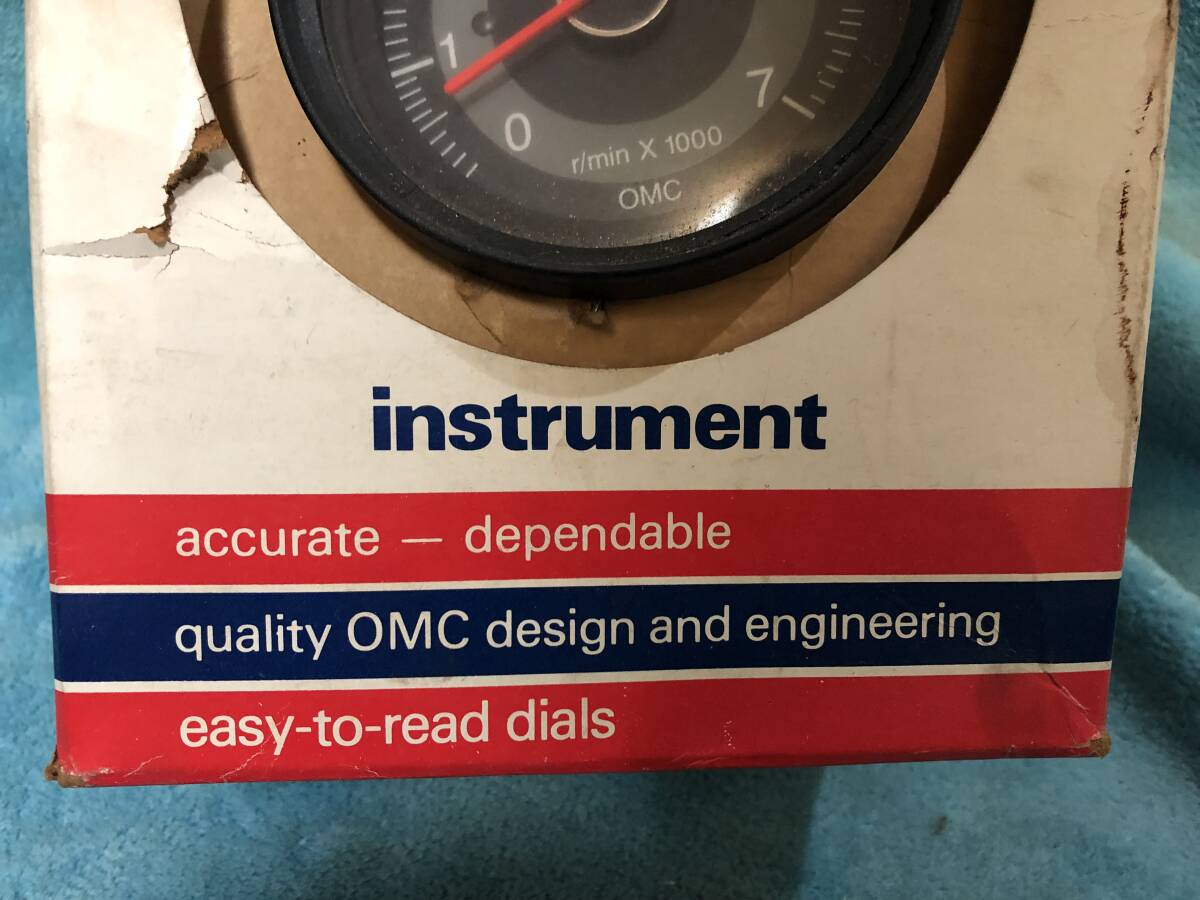 1
0
7
r/min X 1000
OMC
instrument
accurate — dependable
quality OMC design and engineering
easy-to-read dials